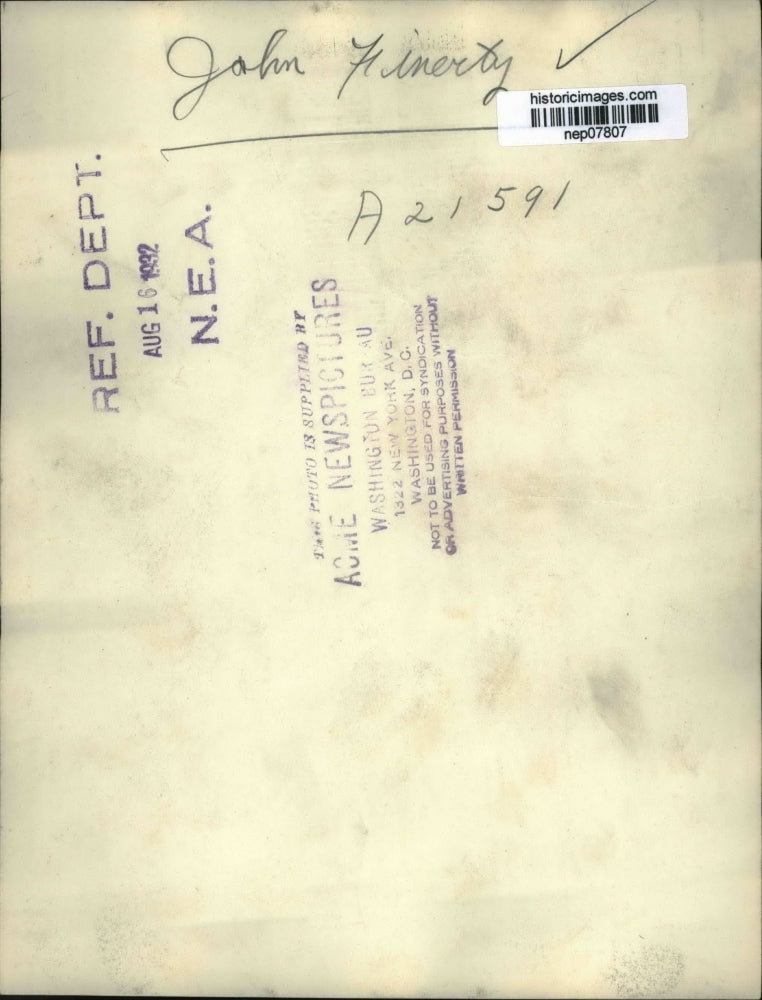 John Finerty ✓
historicimages.com
nep07807
A 21591
REF. DEPT.
AUG 16 1932
N.E.A.
THIS PHOTO IS SUPPLIED BY
ACME NEWSPICTURES
WASHINGTON BUREAU
1322 NEW YORK AVE.
WASHINGTON, D. C.
NOT TO BE USED FOR SYNDICATION
OR ADVERTISING PURPOSES WITHOUT
WRITTEN PERMISSION